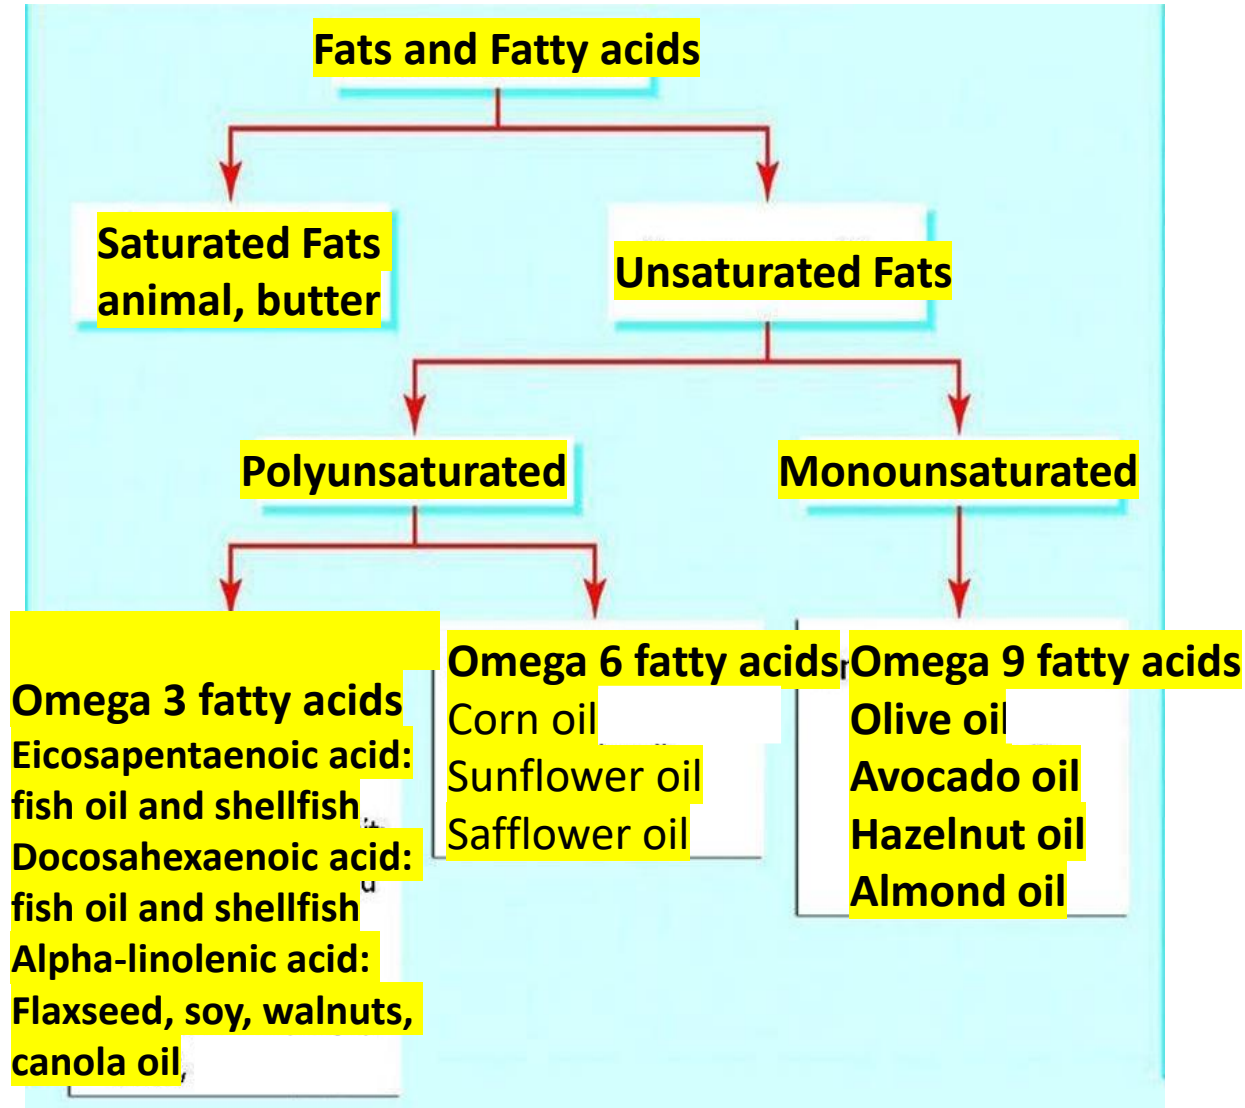 Fats and Fatty acids
Saturated Fats
animal, butter
Unsaturated Fats
Polyunsaturated
Monounsaturated
Omega 3 fatty acids
Eicosapentaenoic acid:
fish oil and shellfish
Docosahexaenoic acid:
fish oil and shellfish
Alpha-linolenic acid:
Flaxseed, soy, walnuts,
canola oil,
Omega 6 fatty acids
Corn oil
Sunflower oil
Safflower oil
Omega 9 fatty acids
Olive oil
Avocado oil
Hazelnut oil
Almond oil